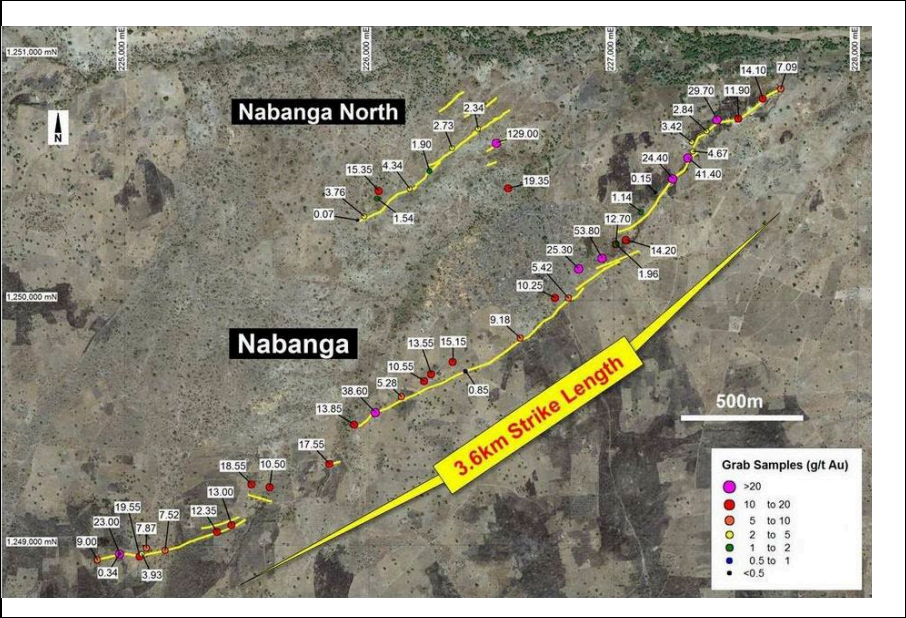 1,251,000 mN
225,000 mE
226,000 mE
227,000 mE
228,000 mE
N
Nabanga North
2.34
2.73
1.90
4.34
15.35
3.76
0.07
1.54
129.00
19.35
14.10
7.09
29.70
11.90
2.84
3.42
4.67
24.40
41.40
0.15
1.14
12.70
53.80
14.20
25.30
1.96
5.42
1,250,000 mN
10.25
9.18
Nabanga
13.55
15.15
10.55
0.85
5.28
38.60
13.85
17.55
3.6km Strike Length
500m
18.55
10.50
13.00
12.35
19.55
7.52
7.87
23.00
1,249,000 mN
9.00
0.34
3.93
Grab Samples (g/t Au)
>20
10 to 20
5 to 10
2 to 5
1 to 2
0.5 to 1
<0.5